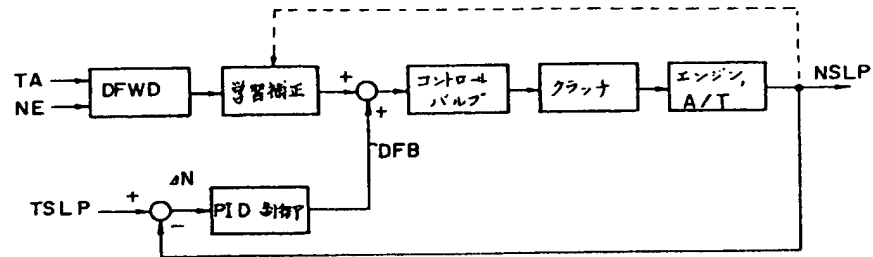 TA
NE
DFWD
学習補正
+
+
コントロール
バルブ
クラッチ
エンジン,
A/T
NSLP
DFB
TSLP
+
-
ΔN
PID 制御